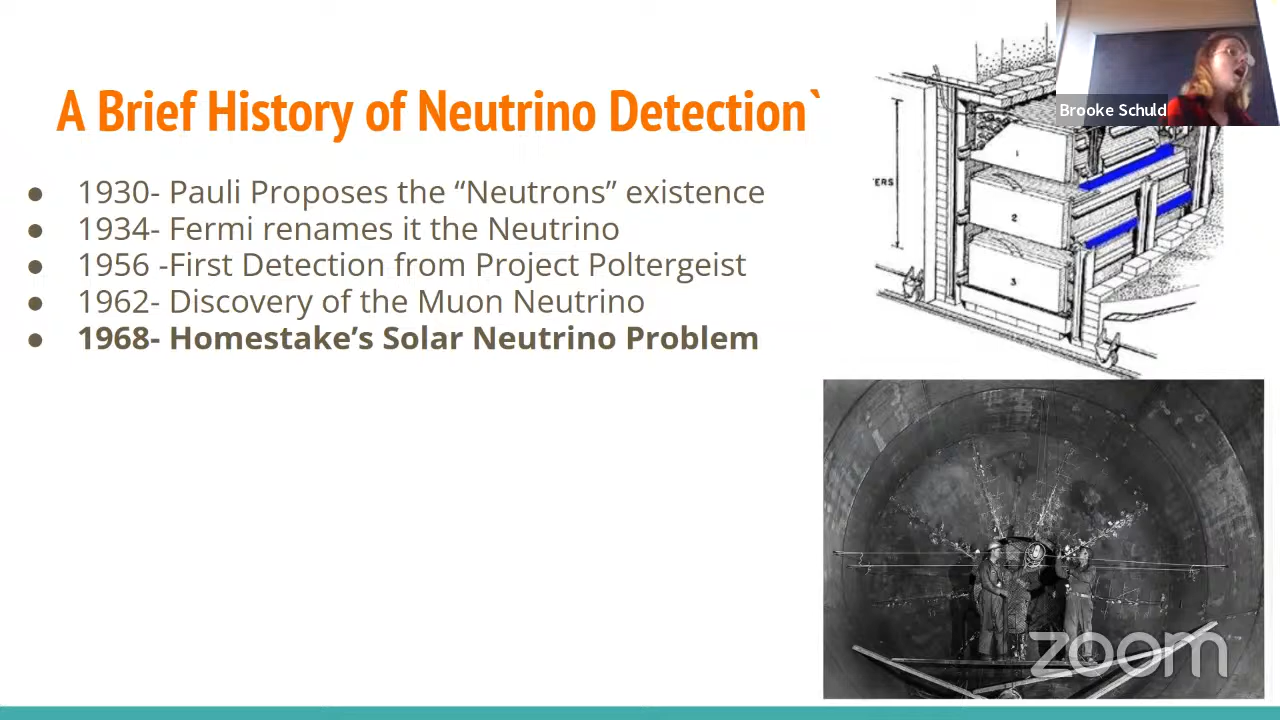 Brooke Schuld
A Brief History of Neutrino Detection`
● 1930- Pauli Proposes the “Neutrons” existence
● 1934- Fermi renames it the Neutrino
● 1956 -First Detection from Project Poltergeist
● 1962- Discovery of the Muon Neutrino
● 1968- Homestake’s Solar Neutrino Problem
1
ERS
2
3
zoom